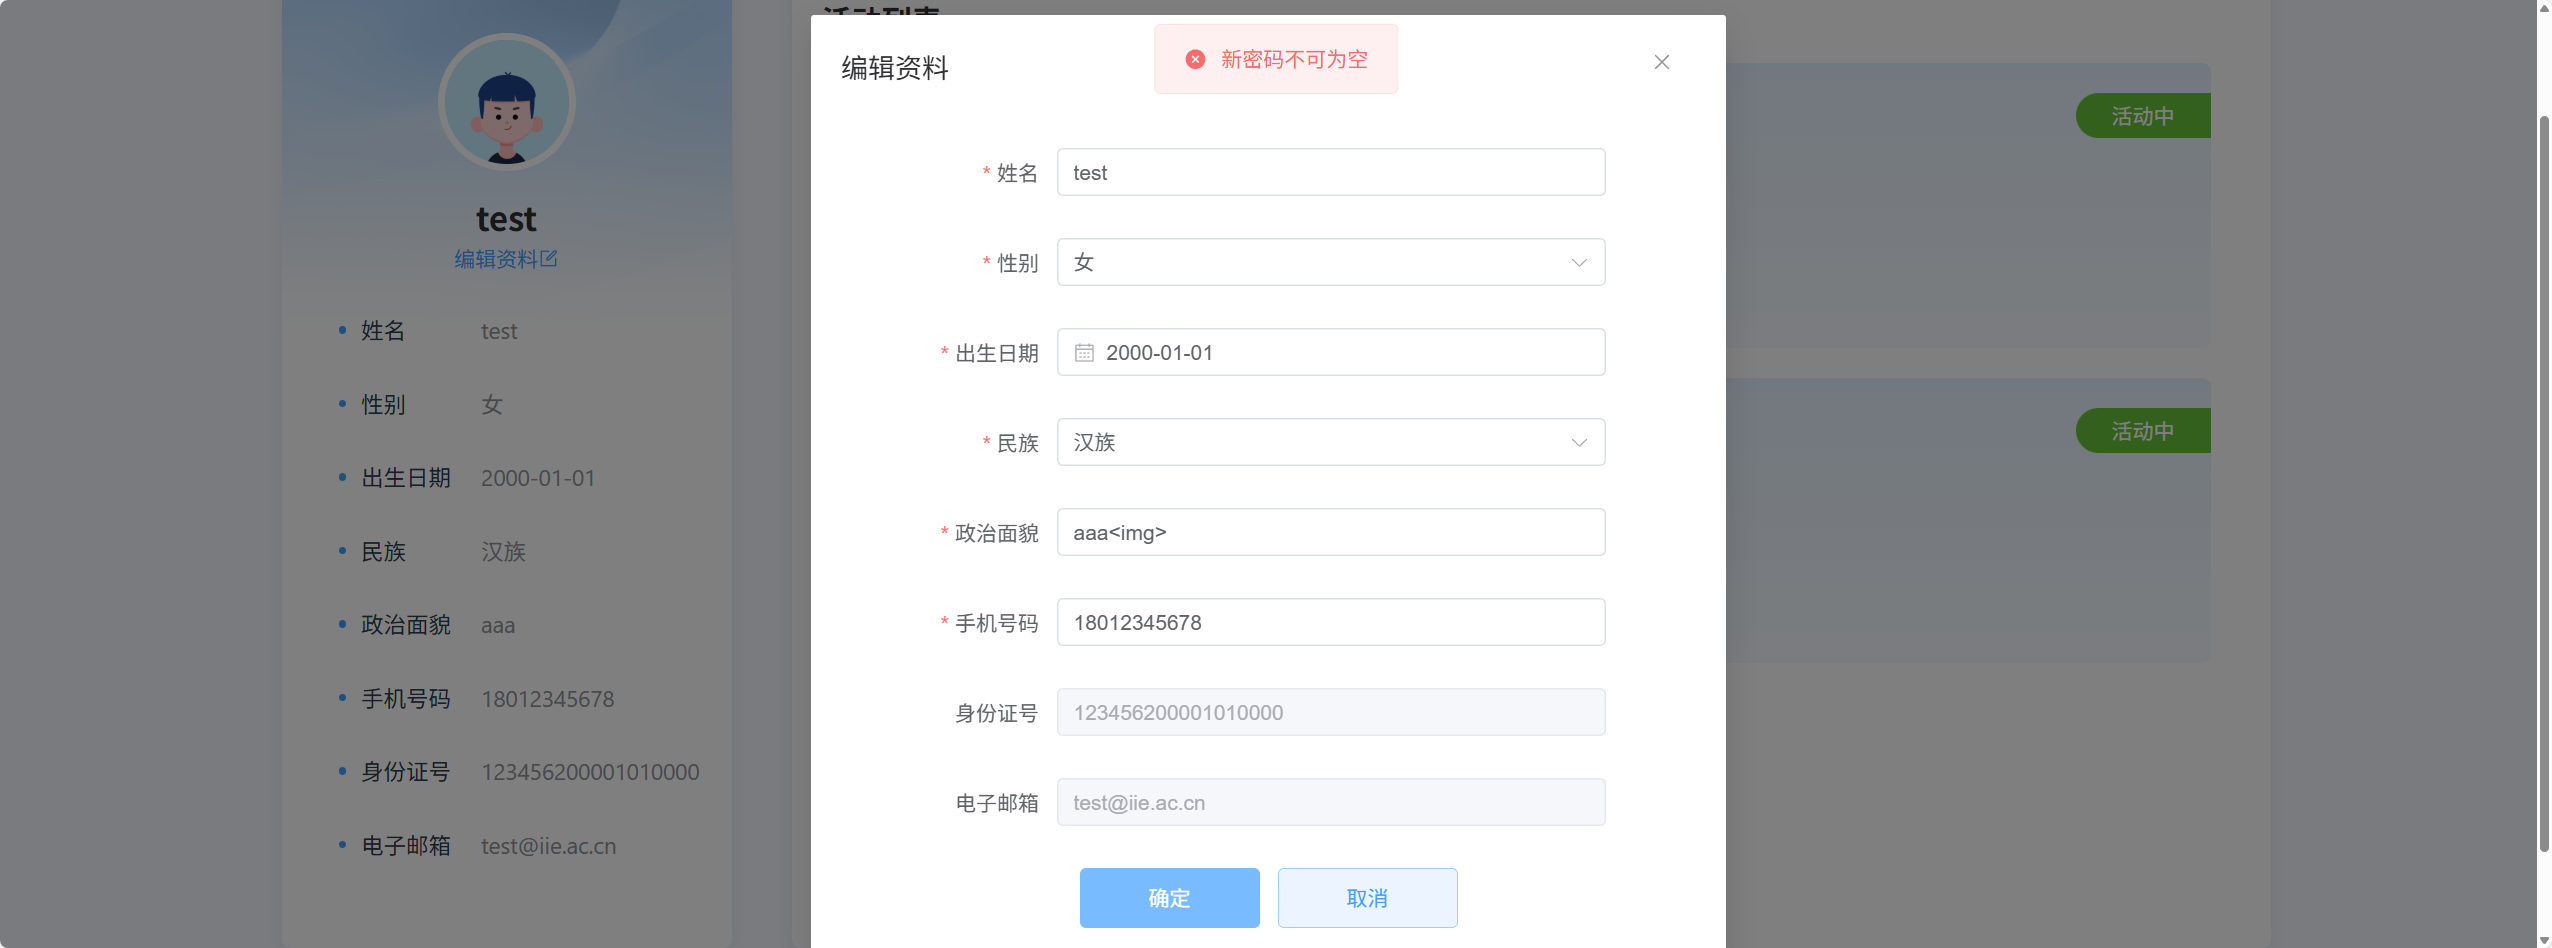 test
编辑资料
姓名 test
性别 女
出生日期 2000-01-01
民族 汉族
政治面貌 aaa
手机号码 18012345678
身份证号 123456200001010000
电子邮箱 test@iie.ac.cn
活动列表
编辑资料
新密码不可为空
* 姓名 test
* 性别 女
* 出生日期 2000-01-01
* 民族 汉族
* 政治面貌 aaa<img>
* 手机号码 18012345678
身份证号 123456200001010000
电子邮箱 test@iie.ac.cn
确定 取消
活动中
活动中